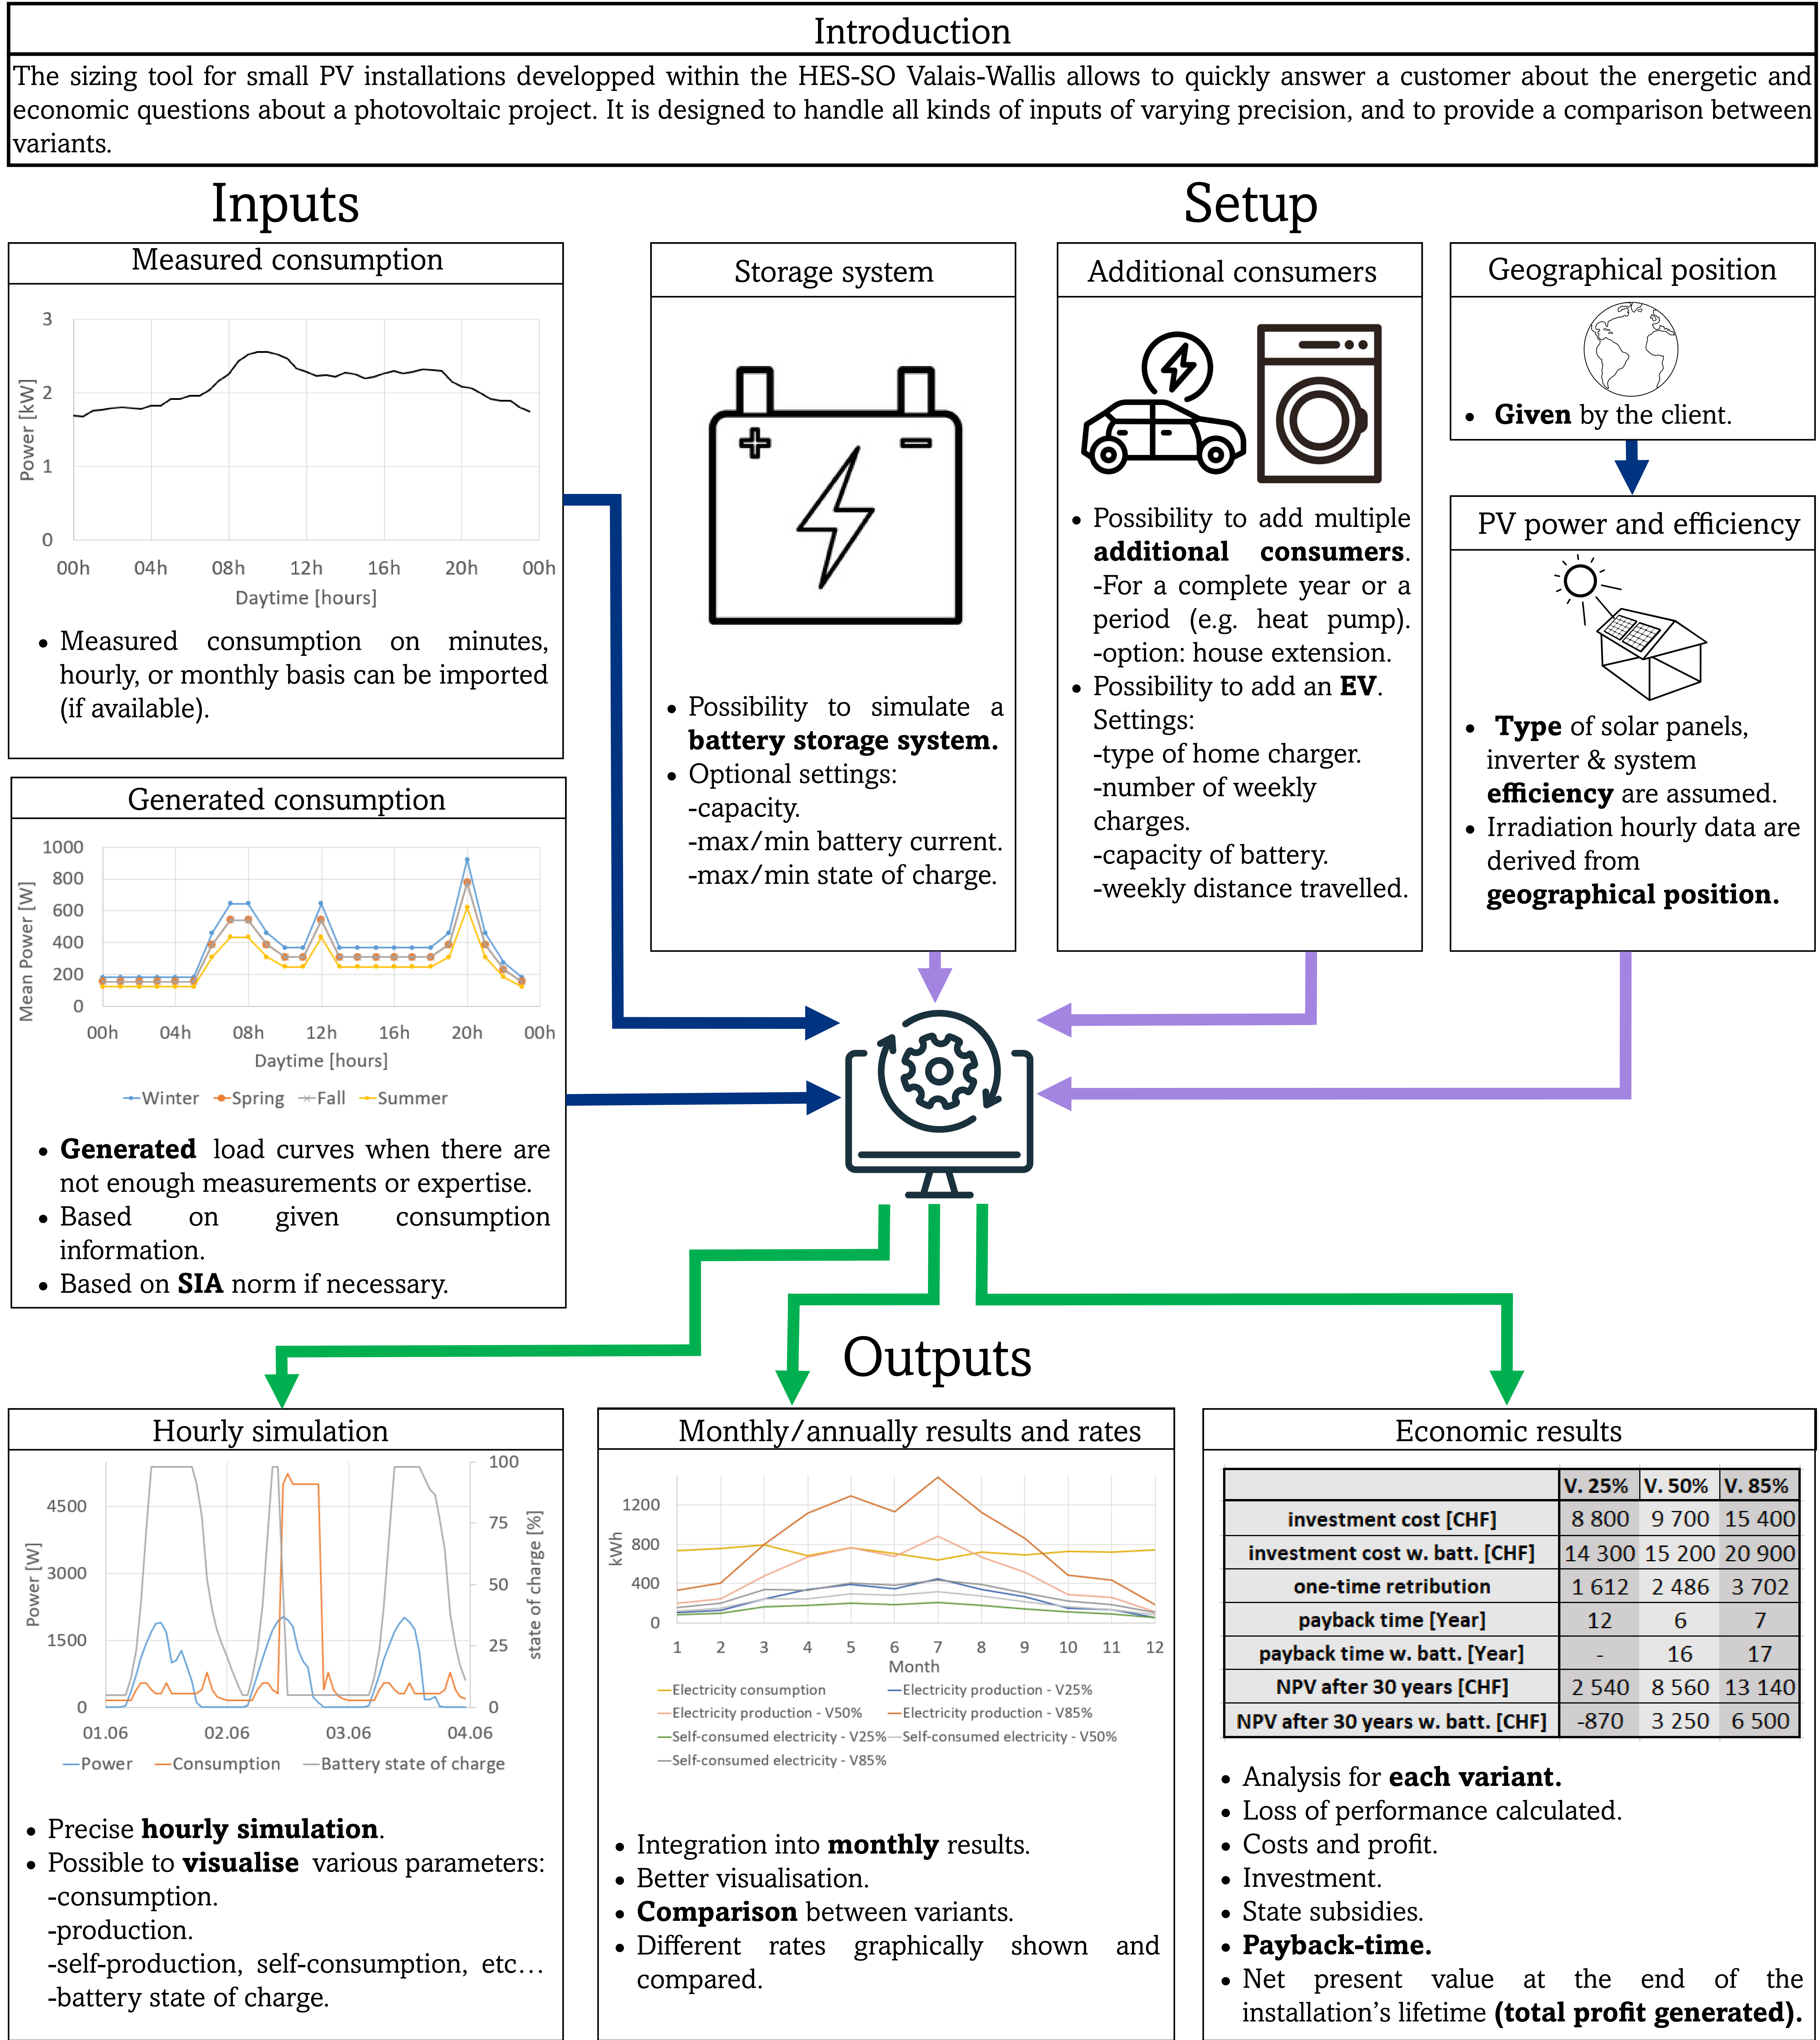 Introduction
The sizing tool for small PV installations developped within the HES-SO Valais-Wallis allows to quickly answer a customer about the energetic and
economic questions about a photovoltaic project. It is designed to handle all kinds of inputs of varying precision, and to provide a comparison between
variants.
Inputs
Measured consumption
3
2
1
0
Power [kW]
00h 04h 08h 12h 16h 20h 00h
Daytime [hours]
• Measured consumption on minutes,
hourly, or monthly basis can be imported
(if available).
Generated consumption
1000
800
600
400
200
0
Mean Power [W]
00h 04h 08h 12h 16h 20h 00h
Daytime [hours]
Winter Spring Fall Summer
• Generated load curves when there are
not enough measurements or expertise.
• Based on given consumption
information.
• Based on SIA norm if necessary.
Setup
Storage system
+ −
• Possibility to simulate a
battery storage system.
• Optional settings:
-capacity.
-max/min battery current.
-max/min state of charge.
Additional consumers
• Possibility to add multiple
additional consumers.
-For a complete year or a
period (e.g. heat pump).
-option: house extension.
• Possibility to add an EV.
Settings:
-type of home charger.
-number of weekly
charges.
-capacity of battery.
-weekly distance travelled.
Geographical position
• Given by the client.
PV power and efficiency
• Type of solar panels,
inverter & system
efficiency are assumed.
• Irradiation hourly data are
derived from
geographical position.
Outputs
Hourly simulation
4500
3000
1500
0
Power [W]
100
75
50
25
0
state of charge [%]
01.06 02.06 03.06 04.06
Power Consumption Battery state of charge
• Precise hourly simulation.
• Possible to visualise various parameters:
-consumption.
-production.
-self-production, self-consumption, etc...
-battery state of charge.
Monthly/annually results and rates
1200
800
400
0
kWh
1 2 3 4 5 6 7 8 9 10 11 12
Month
Electricity consumption Electricity production - V25%
Electricity production - V50% Electricity production - V85%
Self-consumed electricity - V25% Self-consumed electricity - V50%
Self-consumed electricity - V85%
• Integration into monthly results.
• Better visualisation.
• Comparison between variants.
• Different rates graphically shown and
compared.
Economic results
V. 25% V. 50% V. 85%
investment cost [CHF] 8 800 9 700 15 400
investment cost w. batt. [CHF] 14 300 15 200 20 900
one-time retribution 1 612 2 486 3 702
payback time [Year] 12 6 7
payback time w. batt. [Year] - 16 17
NPV after 30 years [CHF] 2 540 8 560 13 140
NPV after 30 years w. batt. [CHF] -870 3 250 6 500
• Analysis for each variant.
• Loss of performance calculated.
• Costs and profit.
• Investment.
• State subsidies.
• Payback-time.
• Net present value at the end of the
installation's lifetime (total profit generated).